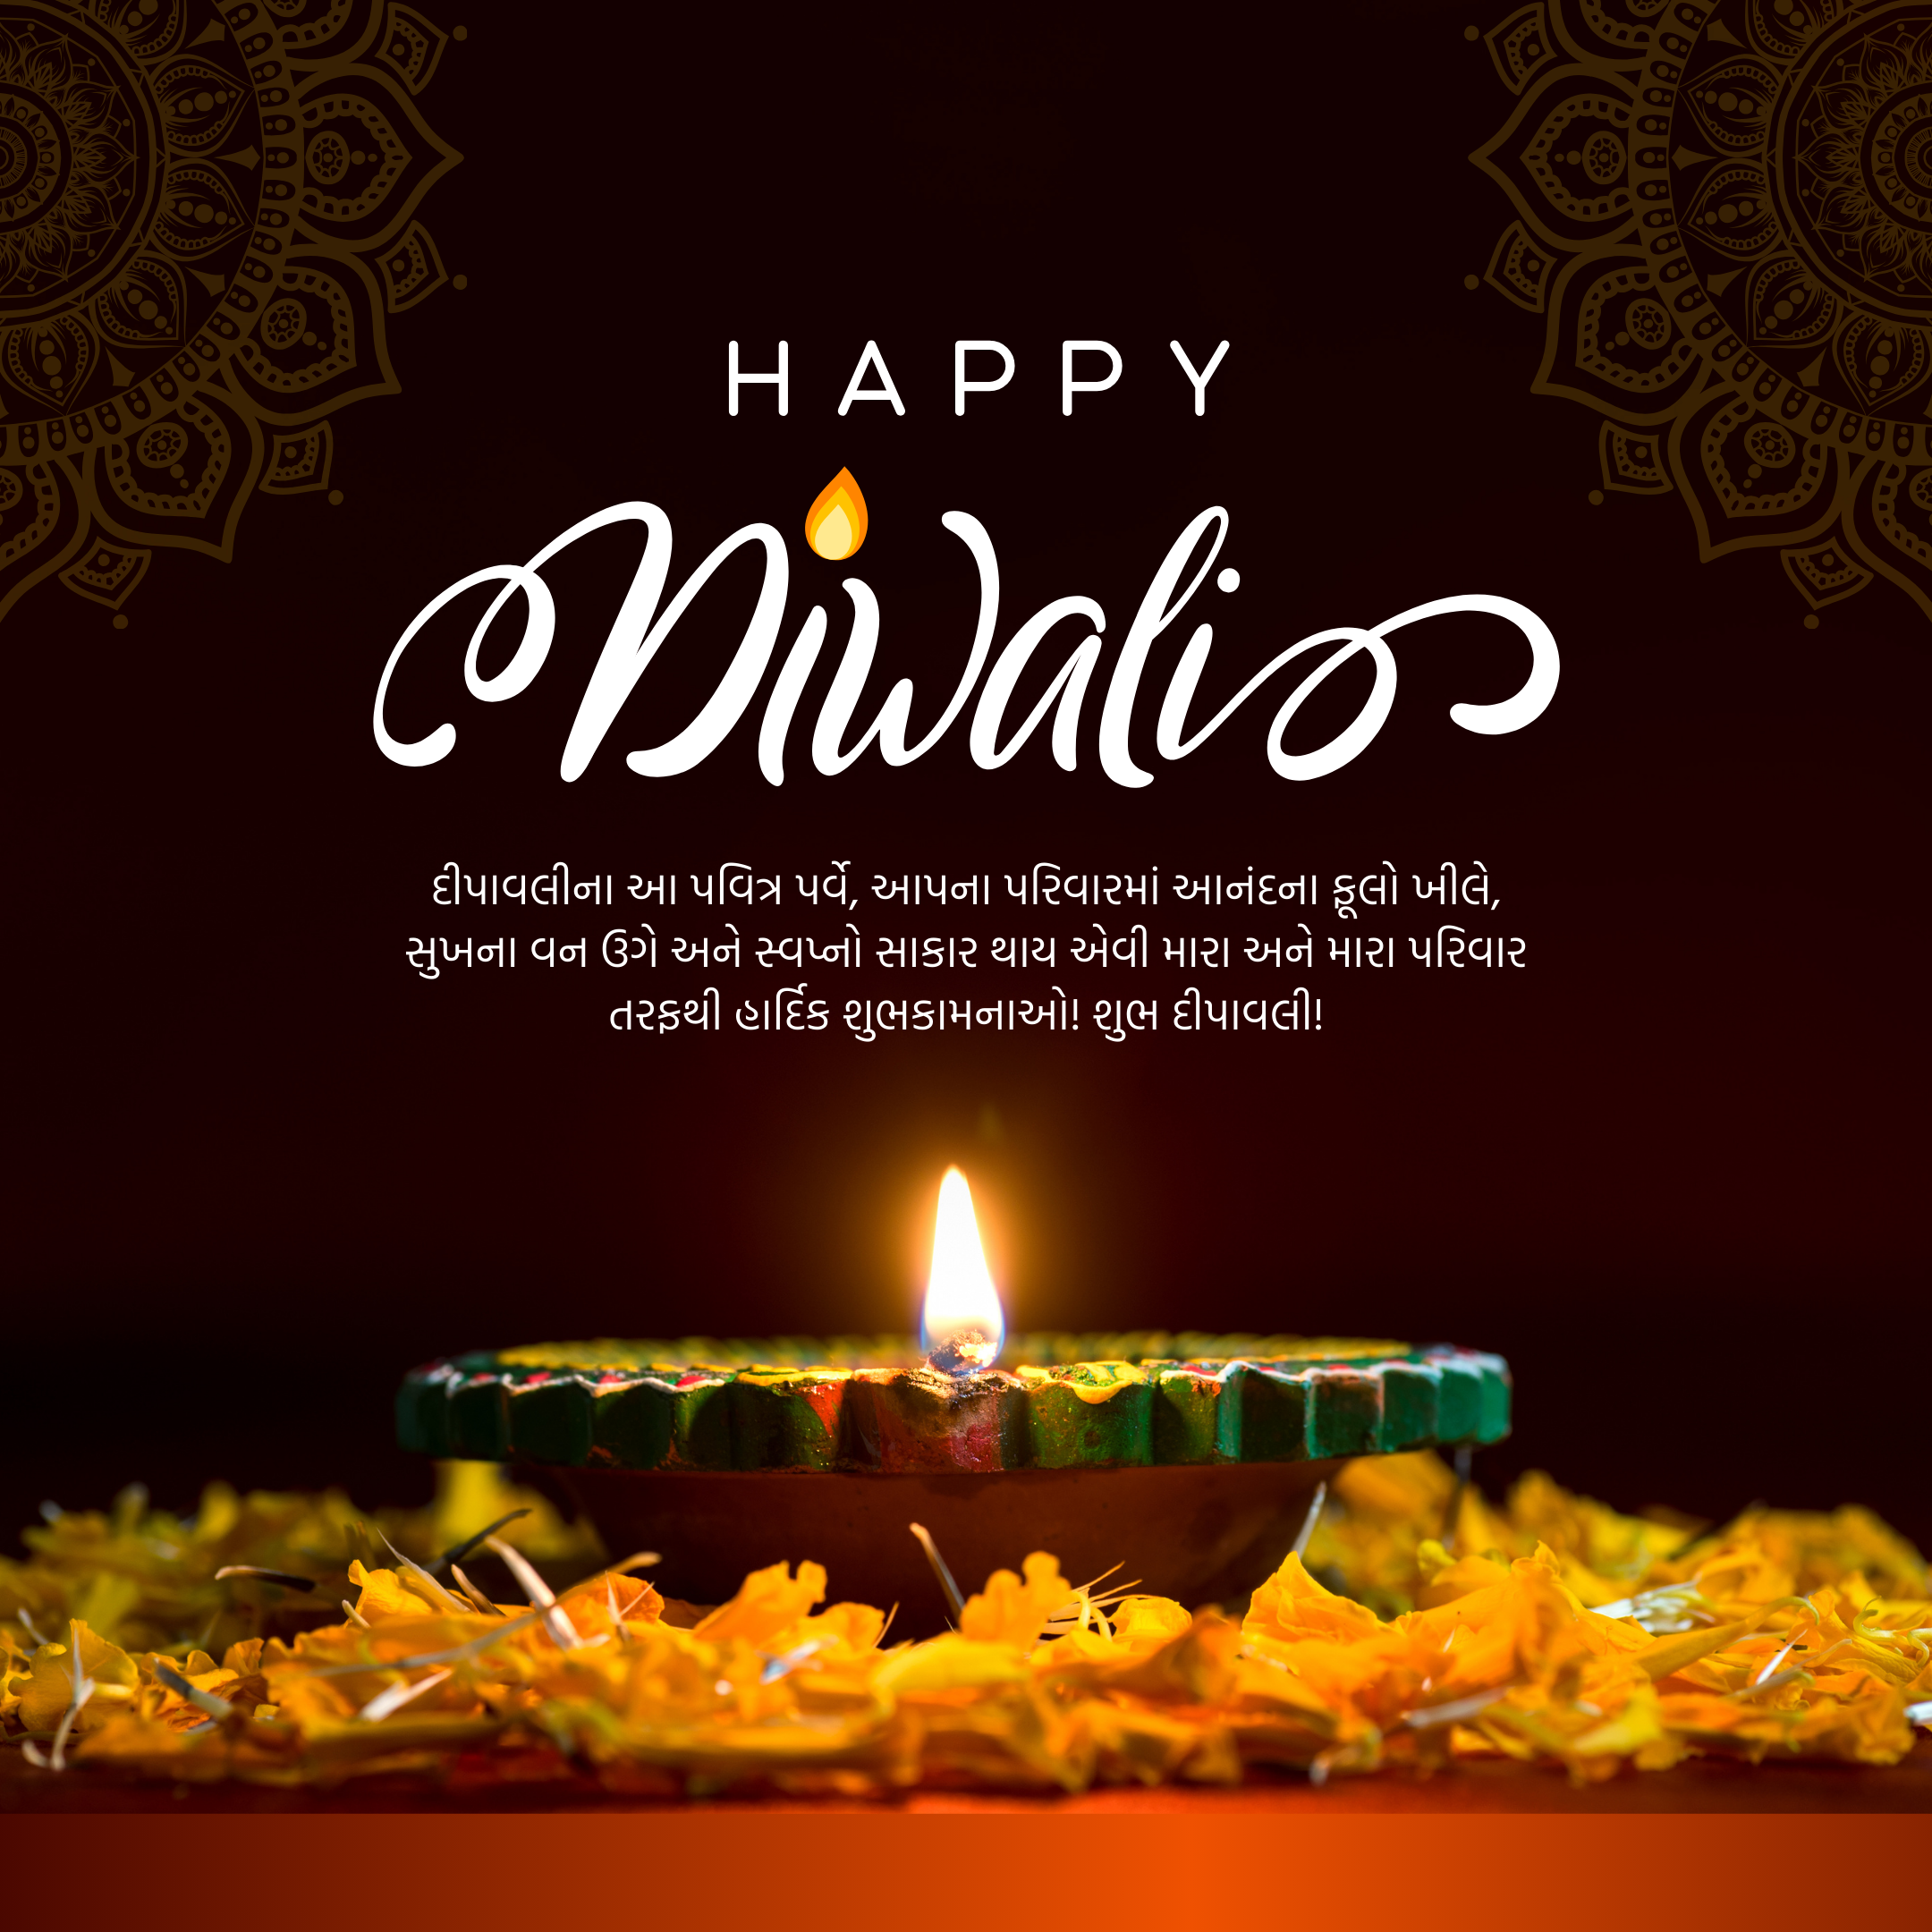 HAPPY
Diwali
દીપાવલીના આ પવિત્ર પર્વે, આપના પરિવારમાં આનંદના ફૂલો ખીલે,
સુખના વન ઉગે અને સ્વપ્નો સાકાર થાય એવી મારા અને મારા પરિવાર
તરફથી હાર્દિક શુભકામનાઓ! શુભ દીપાવલી!